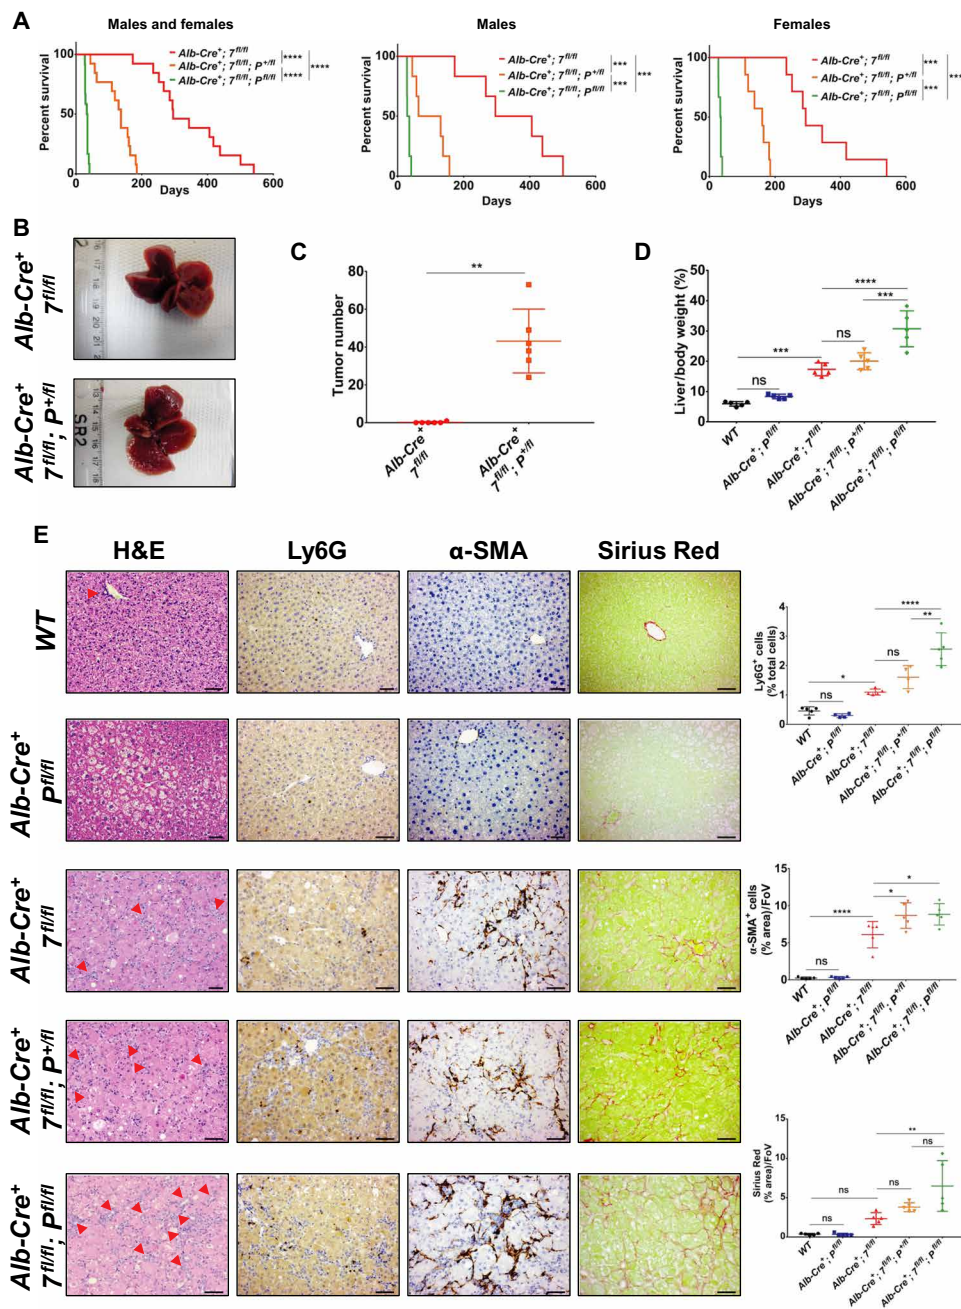 A
Males and females
Males
Females
Percent survival
100
50
0
0
200
400
600
Days
Alb-Cre⁺; 7ᶠˡ/ᶠˡ
Alb-Cre⁺; 7ᶠˡ/ᶠˡ; P⁺/ᶠˡ
Alb-Cre⁺; 7ᶠˡ/ᶠˡ; Pᶠˡ/ᶠˡ
****
****
****
Percent survival
100
50
0
0
200
400
600
Days
Alb-Cre⁺; 7ᶠˡ/ᶠˡ
Alb-Cre⁺; 7ᶠˡ/ᶠˡ; P⁺/ᶠˡ
Alb-Cre⁺; 7ᶠˡ/ᶠˡ; Pᶠˡ/ᶠˡ
***
***
***
Percent survival
100
50
0
0
200
400
600
Days
Alb-Cre⁺; 7ᶠˡ/ᶠˡ
Alb-Cre⁺; 7ᶠˡ/ᶠˡ; P⁺/ᶠˡ
Alb-Cre⁺; 7ᶠˡ/ᶠˡ; Pᶠˡ/ᶠˡ
***
***
B
Alb-Cre⁺
7ᶠˡ/ᶠˡ
Alb-Cre⁺
7ᶠˡ/ᶠˡ; P⁺/ᶠˡ
SR2
C
Tumor number
80
60
40
20
0
**
Alb-Cre⁺
7ᶠˡ/ᶠˡ
Alb-Cre⁺
7ᶠˡ/ᶠˡ; P⁺/ᶠˡ
D
Liver/body weight (%)
50
40
30
20
10
0
ns
***
ns
***
****
WT
Alb-Cre⁺; Pᶠˡ/ᶠˡ
Alb-Cre⁺; 7ᶠˡ/ᶠˡ
Alb-Cre⁺; 7ᶠˡ/ᶠˡ; P⁺/ᶠˡ
Alb-Cre⁺; 7ᶠˡ/ᶠˡ; Pᶠˡ/ᶠˡ
E
H&E
Ly6G
α-SMA
Sirius Red
WT
Alb-Cre⁺
Pᶠˡ/ᶠˡ
Alb-Cre⁺
7ᶠˡ/ᶠˡ
Alb-Cre⁺
7ᶠˡ/ᶠˡ; P⁺/ᶠˡ
Alb-Cre⁺
7ᶠˡ/ᶠˡ; Pᶠˡ/ᶠˡ
Ly6G⁺ cells
(% total cells)
4
3
2
1
0
ns
*
ns
**
****
WT
Alb-Cre⁺; Pᶠˡ/ᶠˡ
Alb-Cre⁺; 7ᶠˡ/ᶠˡ
Alb-Cre⁺; 7ᶠˡ/ᶠˡ; P⁺/ᶠˡ
Alb-Cre⁺; 7ᶠˡ/ᶠˡ; Pᶠˡ/ᶠˡ
α-SMA⁺ cells
(% area)/FoV
15
10
5
0
ns
****
*
*
WT
Alb-Cre⁺; Pᶠˡ/ᶠˡ
Alb-Cre⁺; 7ᶠˡ/ᶠˡ
Alb-Cre⁺; 7ᶠˡ/ᶠˡ; P⁺/ᶠˡ
Alb-Cre⁺; 7ᶠˡ/ᶠˡ; Pᶠˡ/ᶠˡ
Sirius Red
(% area)/FoV
15
10
5
0
ns
ns
ns
ns
**
WT
Alb-Cre⁺; Pᶠˡ/ᶠˡ
Alb-Cre⁺; 7ᶠˡ/ᶠˡ
Alb-Cre⁺; 7ᶠˡ/ᶠˡ; P⁺/ᶠˡ
Alb-Cre⁺; 7ᶠˡ/ᶠˡ; Pᶠˡ/ᶠˡ